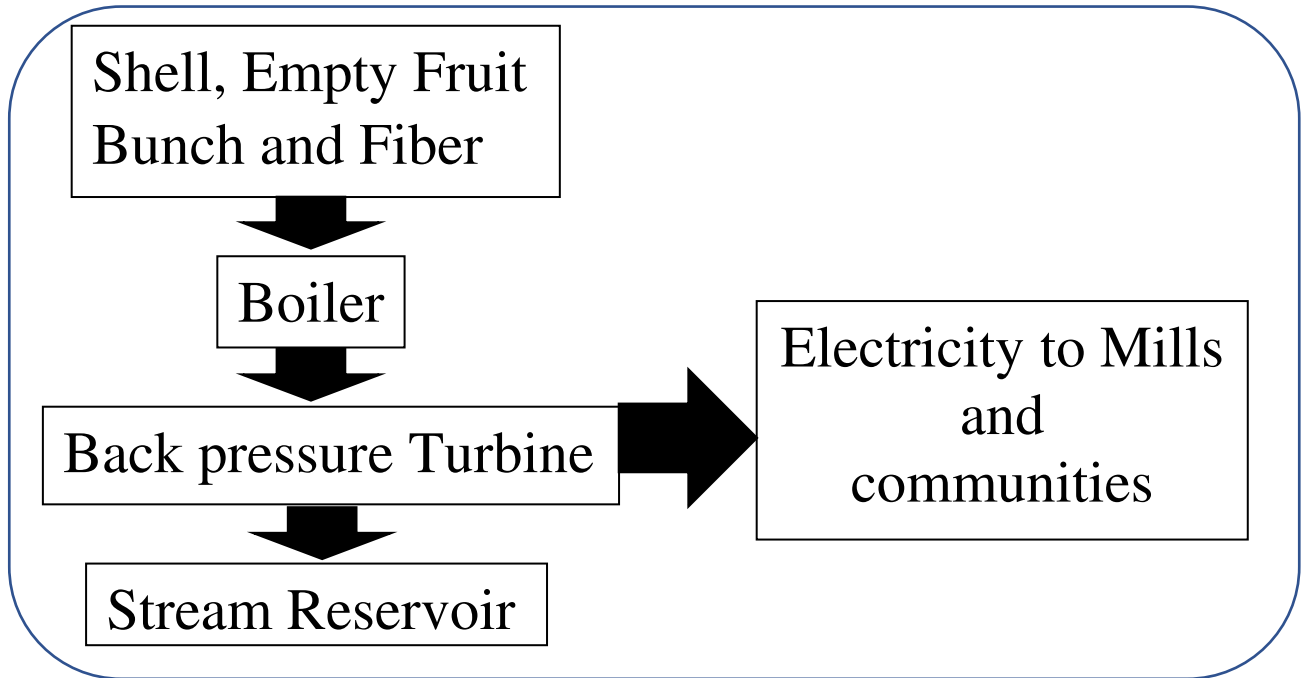 Shell, Empty Fruit
Bunch and Fiber
Boiler
Back pressure Turbine
Electricity to Mills
and
communities
Stream Reservoir